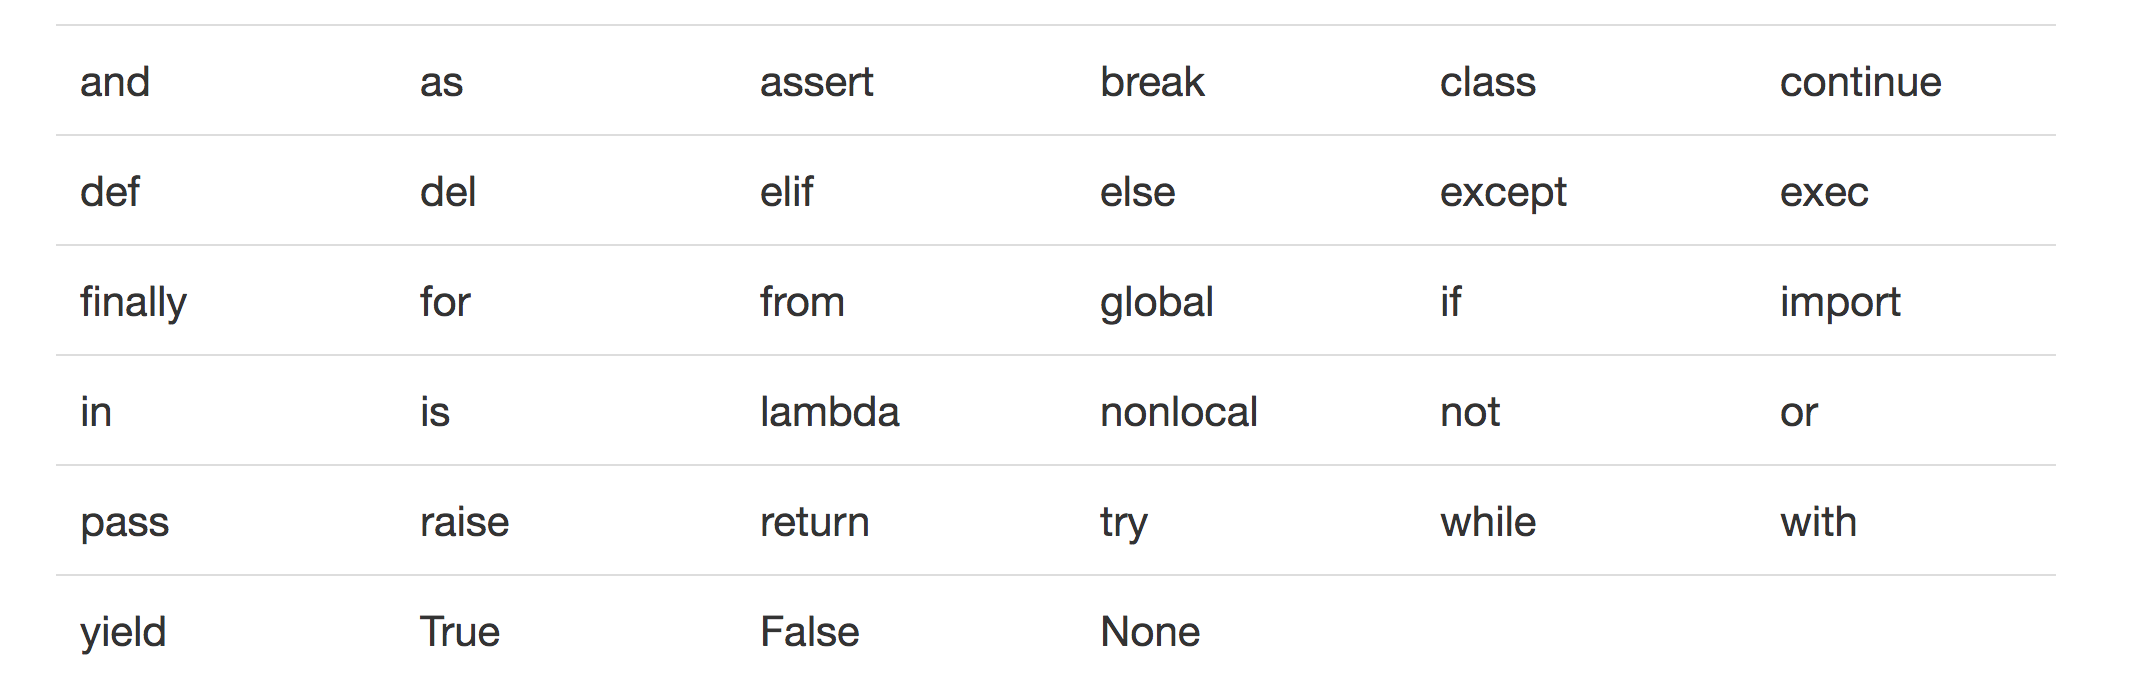 and as assert break class continue
def del elif else except exec
finally for from global if import
in is lambda nonlocal not or
pass raise return try while with
yield True False None